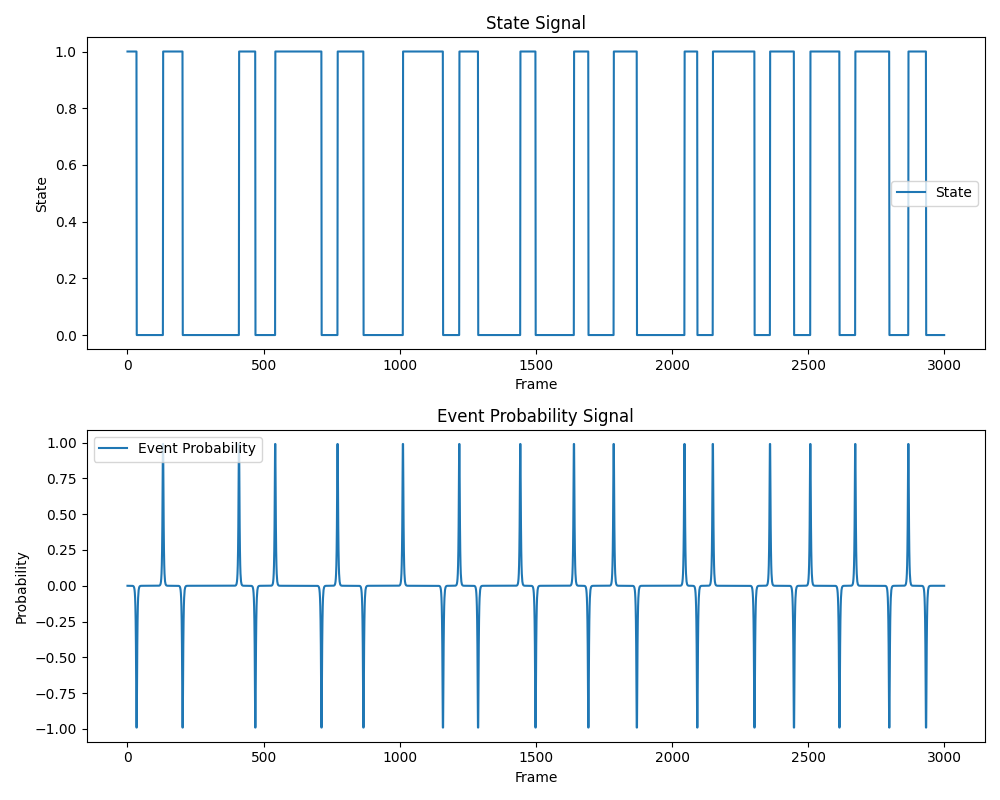 State Signal
1.0
0.8
0.6
0.4
0.2
0.0
State
State
0 500 1000 1500 2000 2500 3000
Frame
Event Probability Signal
Event Probability
1.00
0.75
0.50
0.25
0.00
−0.25
−0.50
−0.75
−1.00
Probability
0 500 1000 1500 2000 2500 3000
Frame